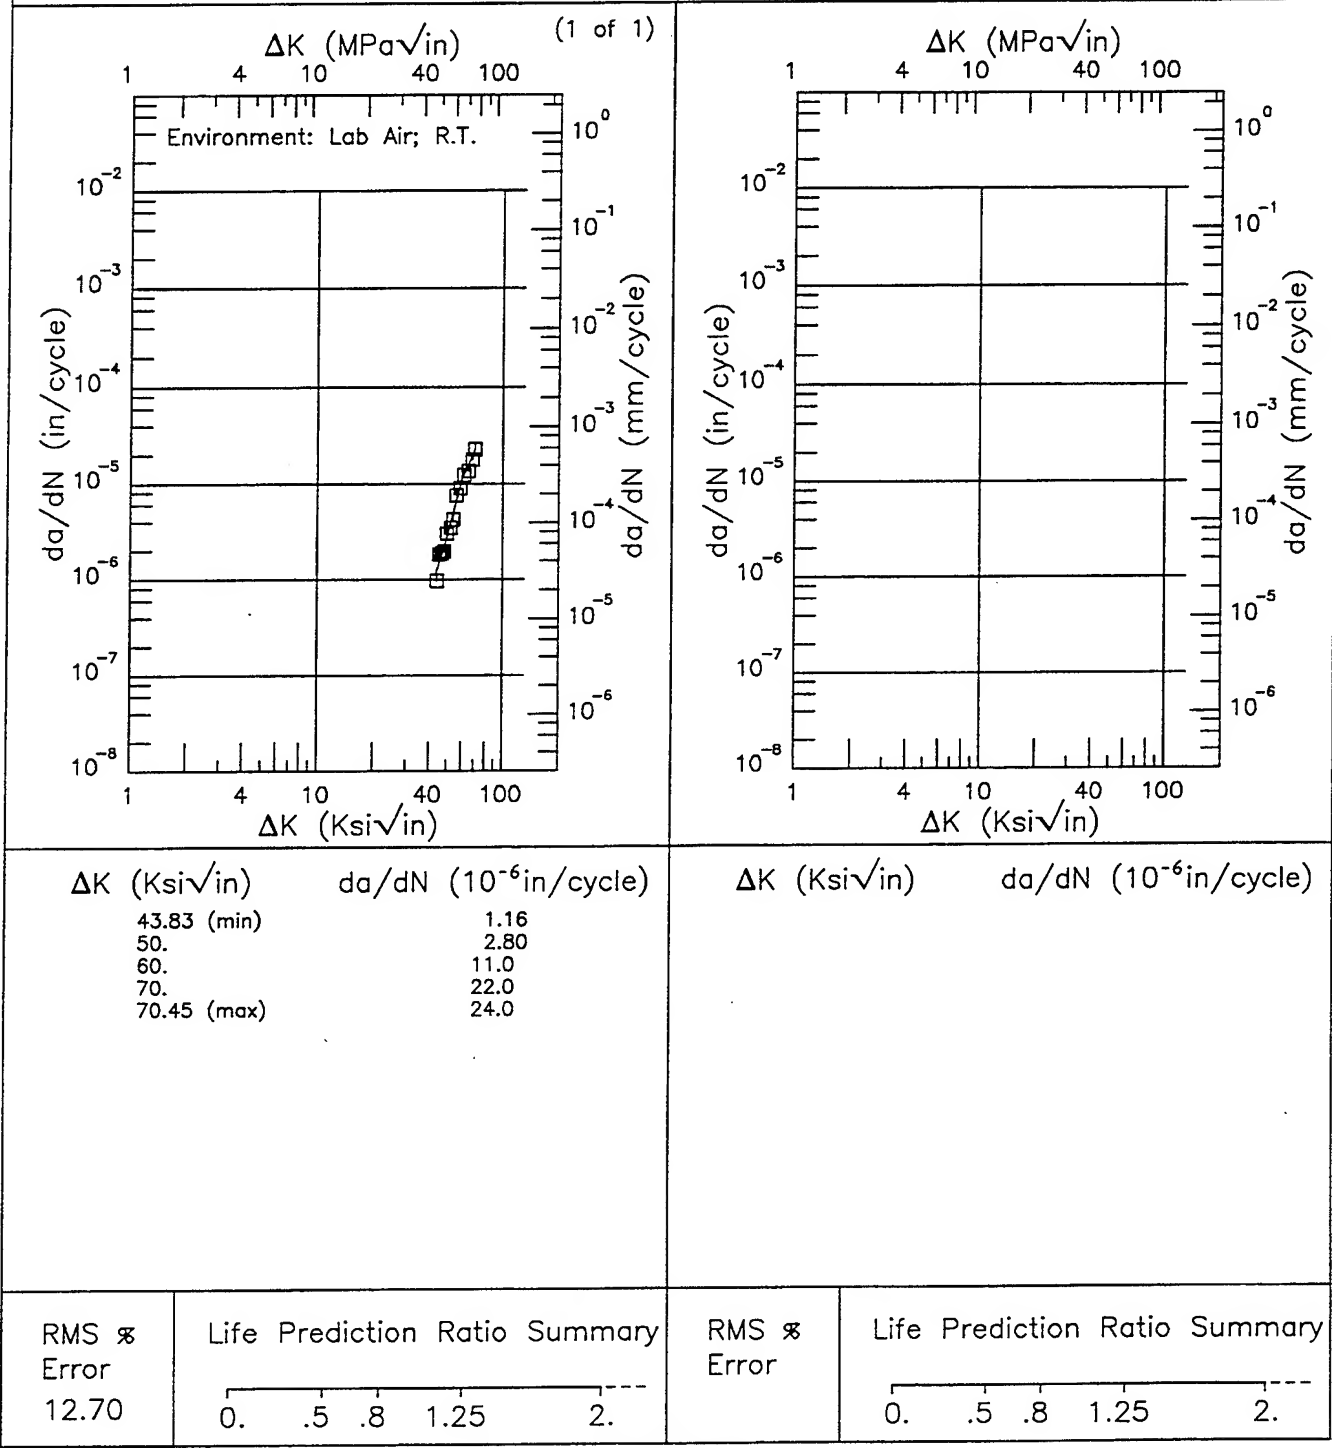 (1 of 1)
ΔK (MPa√in)
1 4 10 40 100
Environment: Lab Air; R.T.
10⁰
10⁻²
10⁻¹
10⁻³
10⁻²
10⁻⁴
10⁻³
10⁻⁵
10⁻⁴
10⁻⁶
10⁻⁵
10⁻⁷
10⁻⁶
10⁻⁸
da/dN (in/cycle)
da/dN (mm/cycle)
1 4 10 40 100
ΔK (Ksi√in)
ΔK (MPa√in)
1 4 10 40 100
10⁰
10⁻²
10⁻¹
10⁻³
10⁻²
10⁻⁴
10⁻³
10⁻⁵
10⁻⁴
10⁻⁶
10⁻⁵
10⁻⁷
10⁻⁶
10⁻⁸
da/dN (in/cycle)
da/dN (mm/cycle)
1 4 10 40 100
ΔK (Ksi√in)
ΔK (Ksi√in) da/dN (10⁻⁶in/cycle)
43.83 (min) 1.16
50. 2.80
60. 11.0
70. 22.0
70.45 (max) 24.0
ΔK (Ksi√in) da/dN (10⁻⁶in/cycle)
RMS %
Error
12.70
Life Prediction Ratio Summary
0. .5 .8 1.25 2.
RMS %
Error
Life Prediction Ratio Summary
0. .5 .8 1.25 2.